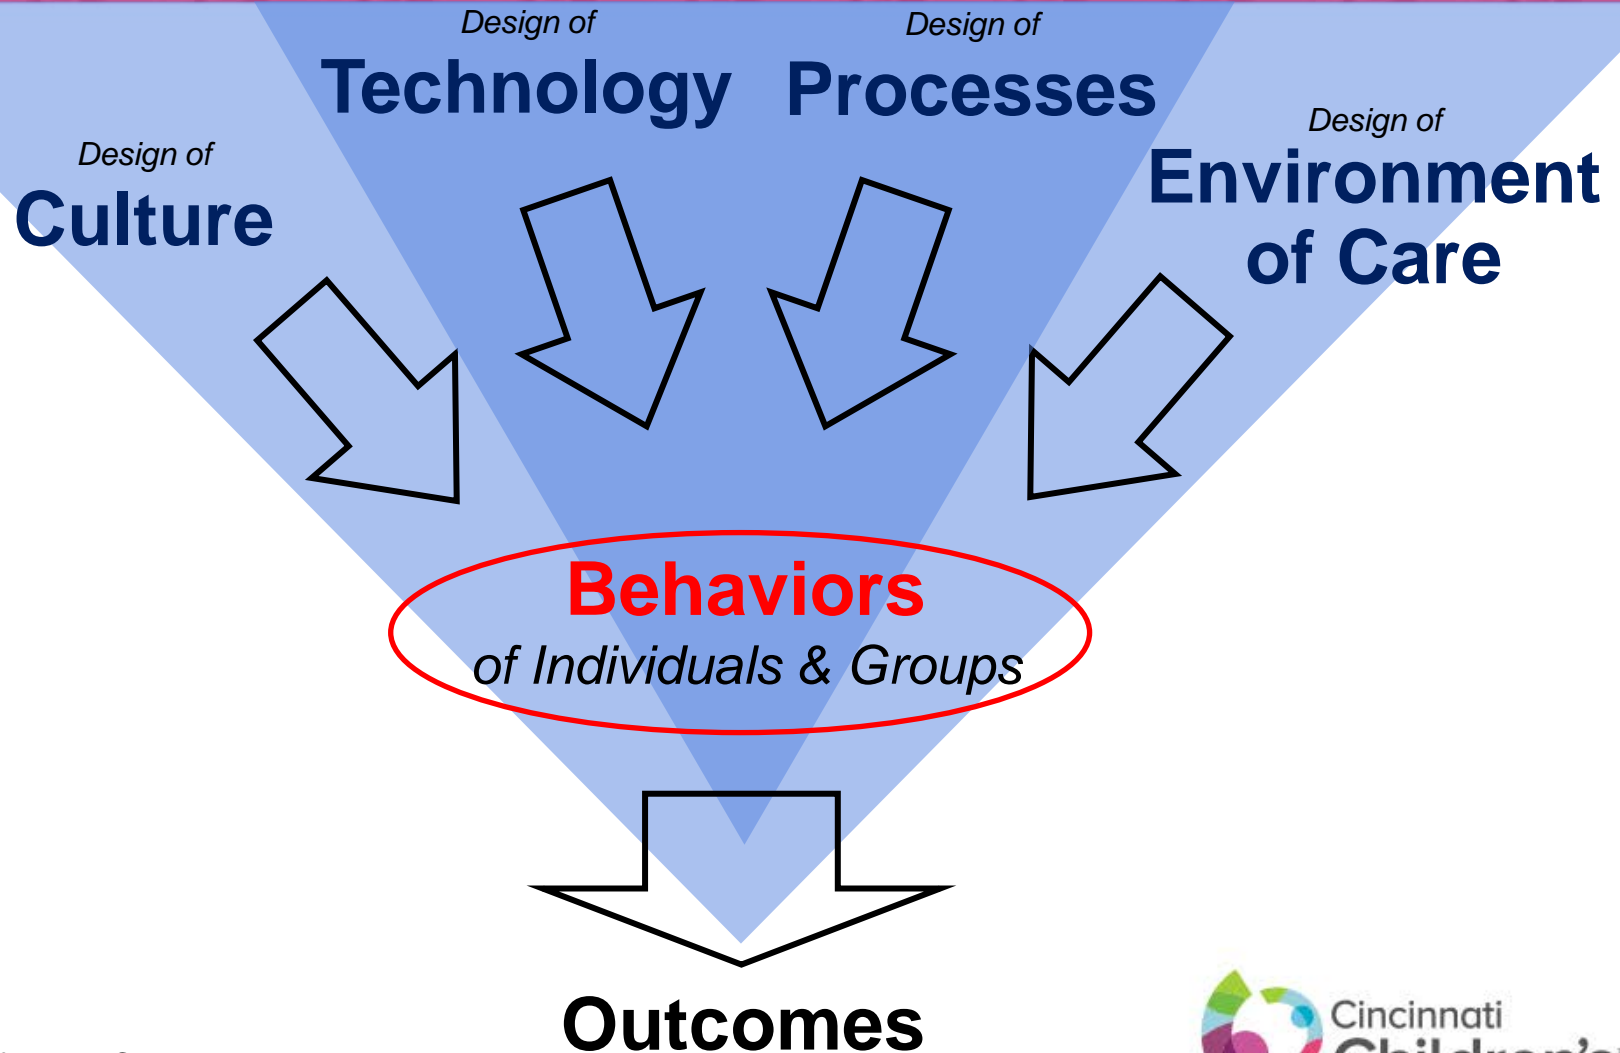 Design of
Culture
Design of
Technology
Design of
Processes
Design of
Environment
of Care
Behaviors
of Individuals & Groups
Outcomes
Cincinnati
Children's